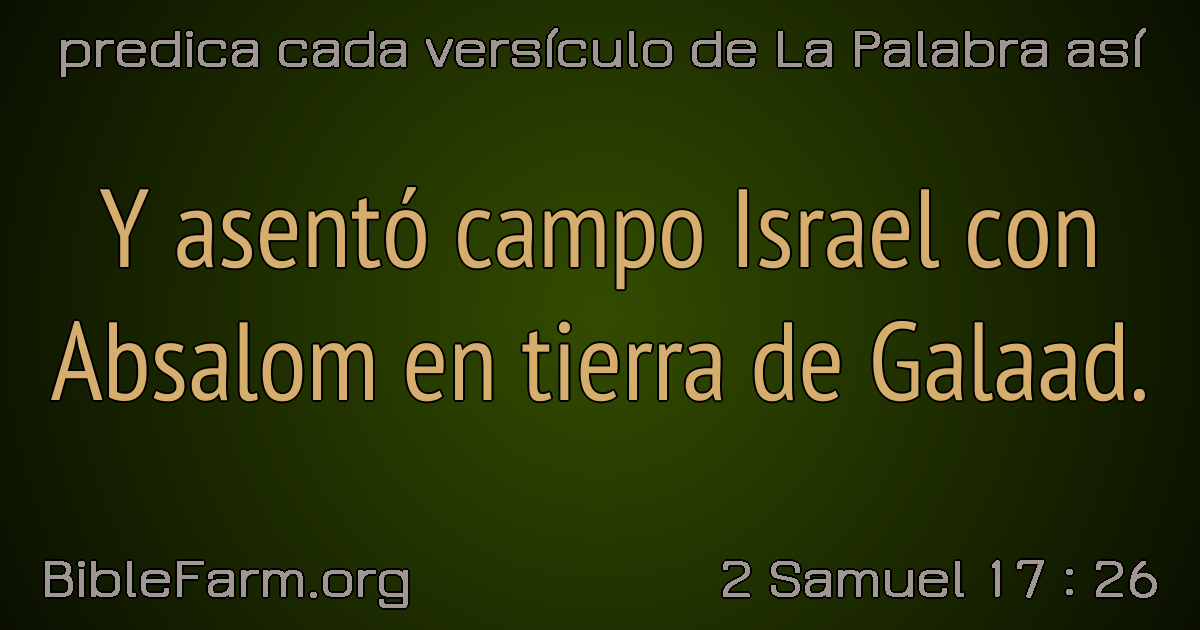 predica cada versículo de La Palabra así
Y asentó campo Israel con
Absalom en tierra de Galaad.
BibleFarm.org
2 Samuel 17 : 26